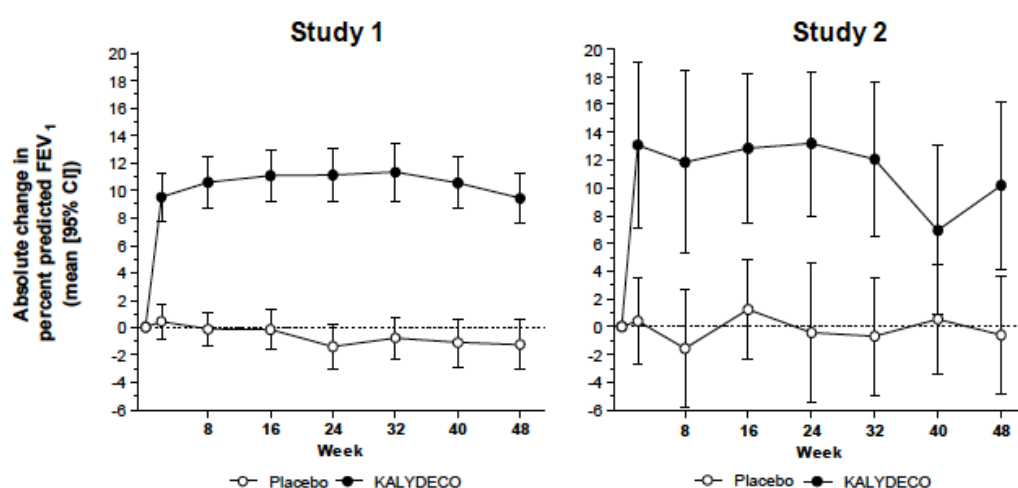 Study 1
Absolute change in
percent predicted FEV1
(mean [95% CI])
20
18
16
14
12
10
8
6
4
2
0
-2
-4
-6
8 16 24 32 40 48
Week
Placebo KALYDECO
Study 2
20
18
16
14
12
10
8
6
4
2
0
-2
-4
-6
8 16 24 32 40 48
Week
Placebo KALYDECO